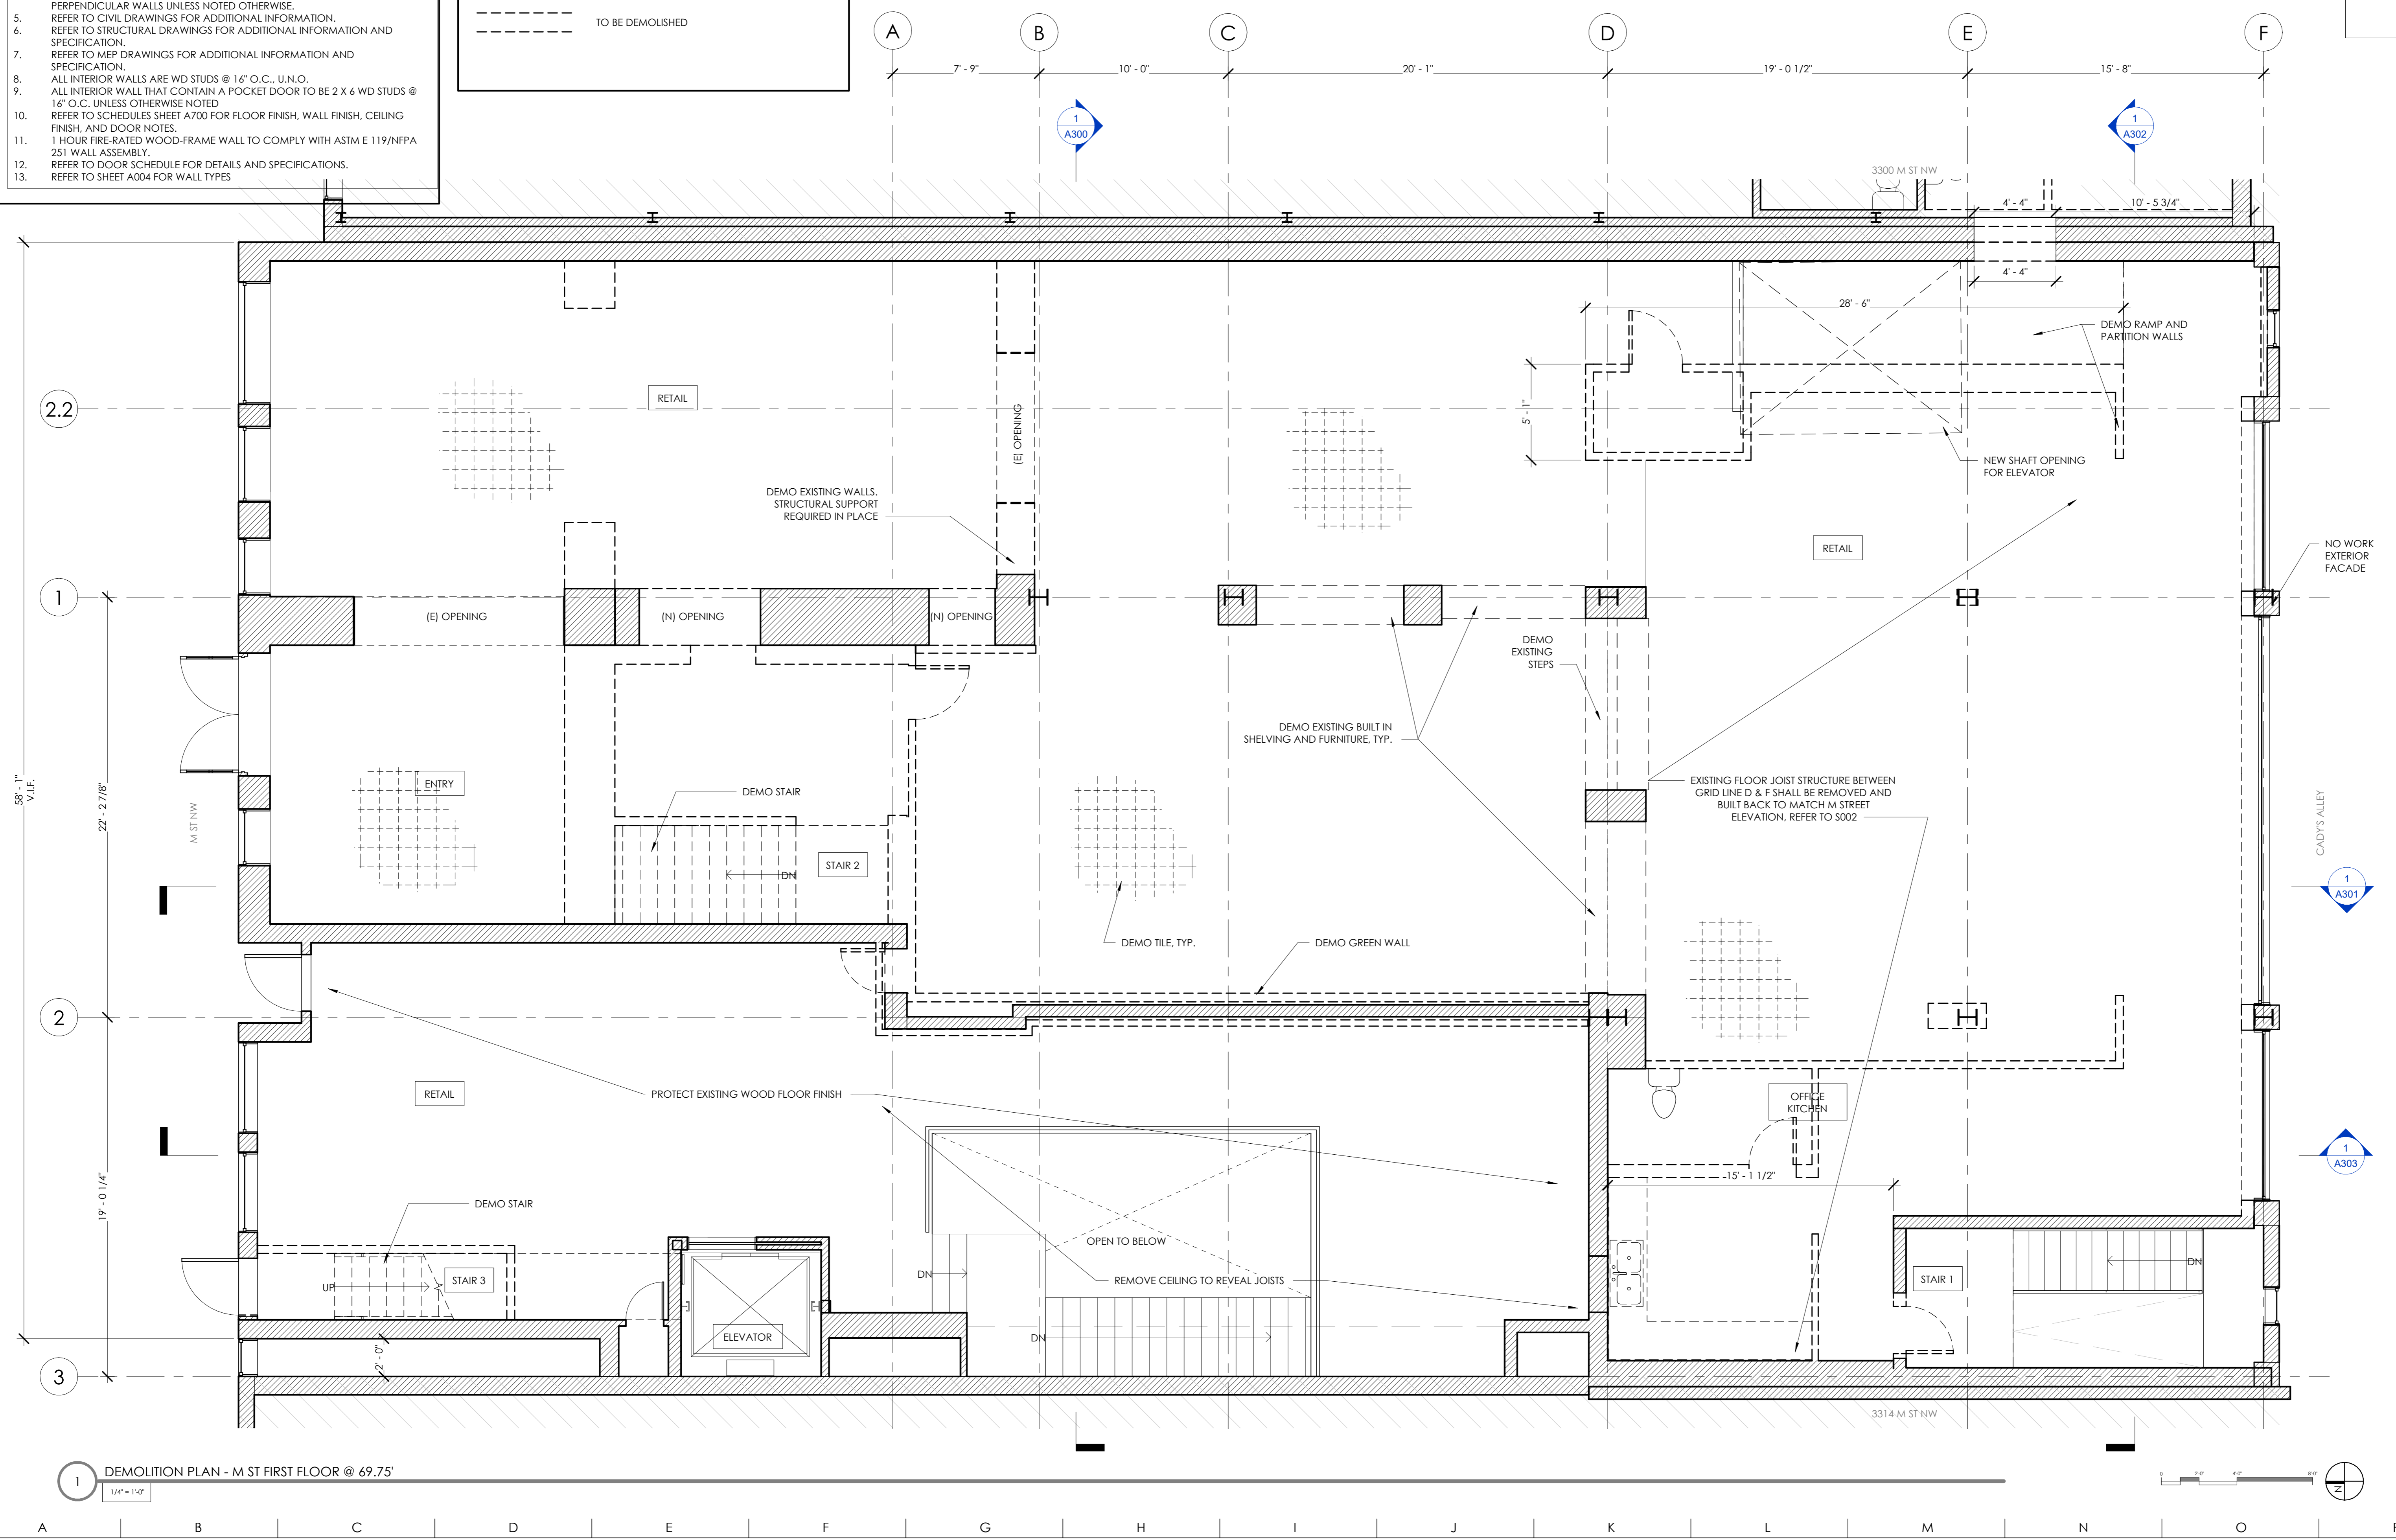 PERPENDICULAR WALLS UNLESS NOTED OTHERWISE.
5. REFER TO CIVIL DRAWINGS FOR ADDITIONAL INFORMATION.
6. REFER TO STRUCTURAL DRAWINGS FOR ADDITIONAL INFORMATION AND
SPECIFICATION.
7. REFER TO MEP DRAWINGS FOR ADDITIONAL INFORMATION AND
SPECIFICATION.
8. ALL INTERIOR WALLS ARE WD STUDS @ 16" O.C., U.N.O.
9. ALL INTERIOR WALL THAT CONTAIN A POCKET DOOR TO BE 2 X 6 WD STUDS @
16" O.C. UNLESS OTHERWISE NOTED
10. REFER TO SCHEDULES SHEET A700 FOR FLOOR FINISH, WALL FINISH, CEILING
FINISH, AND DOOR NOTES.
11. 1 HOUR FIRE-RATED WOOD-FRAME WALL TO COMPLY WITH ASTM E 119/NFPA
251 WALL ASSEMBLY.
12. REFER TO DOOR SCHEDULE FOR DETAILS AND SPECIFICATIONS.
13. REFER TO SHEET A004 FOR WALL TYPES
TO BE DEMOLISHED
A
B
C
D
E
F
7' - 9"
10' - 0"
20' - 1"
19' - 0 1/2"
15' - 8"
1
A300
1
A302
3300 M ST NW
4' - 4"
10' - 5 3/4"
4' - 4"
28' - 6"
DEMO RAMP AND
PARTITION WALLS
2.2
RETAIL
(E) OPENING
5' - 1"
NEW SHAFT OPENING
FOR ELEVATOR
DEMO EXISTING WALLS.
STRUCTURAL SUPPORT
REQUIRED IN PLACE
RETAIL
NO WORK
EXTERIOR
FACADE
1
(E) OPENING
(N) OPENING
(N) OPENING
DEMO
EXISTING
STEPS
DEMO EXISTING BUILT IN
SHELVING AND FURNITURE, TYP.
58' - 1"
V.I.F.
22' - 2 7/8"
M ST NW
ENTRY
DEMO STAIR
EXISTING FLOOR JOIST STRUCTURE BETWEEN
GRID LINE D & F SHALL BE REMOVED AND
BUILT BACK TO MATCH M STREET
ELEVATION, REFER TO S002
CADY'S ALLEY
STAIR 2
DN
1
A301
DEMO TILE, TYP.
DEMO GREEN WALL
2
RETAIL
PROTECT EXISTING WOOD FLOOR FINISH
OFFICE
KITCHEN
1
A303
15' - 1 1/2"
19' - 0 1/4"
DEMO STAIR
OPEN TO BELOW
UP
STAIR 3
DN
REMOVE CEILING TO REVEAL JOISTS
STAIR 1
DN
ELEVATOR
DN
2' - 0"
3
3314 M ST NW
1
DEMOLITION PLAN - M ST FIRST FLOOR @ 69.75'
1/4" = 1'-0"
0 2'-0" 4'-0" 8'-0"
N
A B C D E F G H I J K L M N O